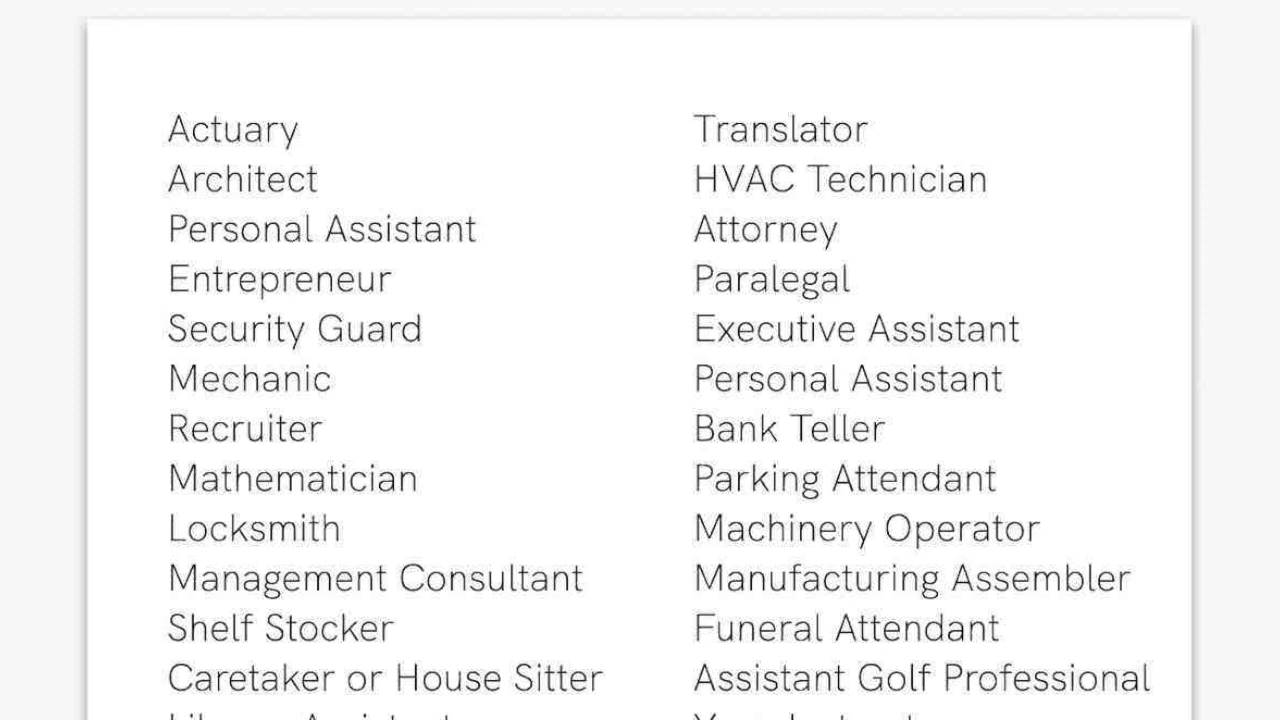 Actuary
Architect
Personal Assistant
Entrepreneur
Security Guard
Mechanic
Recruiter
Mathematician
Locksmith
Management Consultant
Shelf Stocker
Caretaker or House Sitter
Translator
HVAC Technician
Attorney
Paralegal
Executive Assistant
Personal Assistant
Bank Teller
Parking Attendant
Machinery Operator
Manufacturing Assembler
Funeral Attendant
Assistant Golf Professional